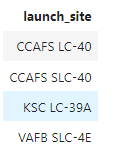 launch_site
CCAFS LC-40
CCAFS SLC-40
KSC LC-39A
VAFB SLC-4E